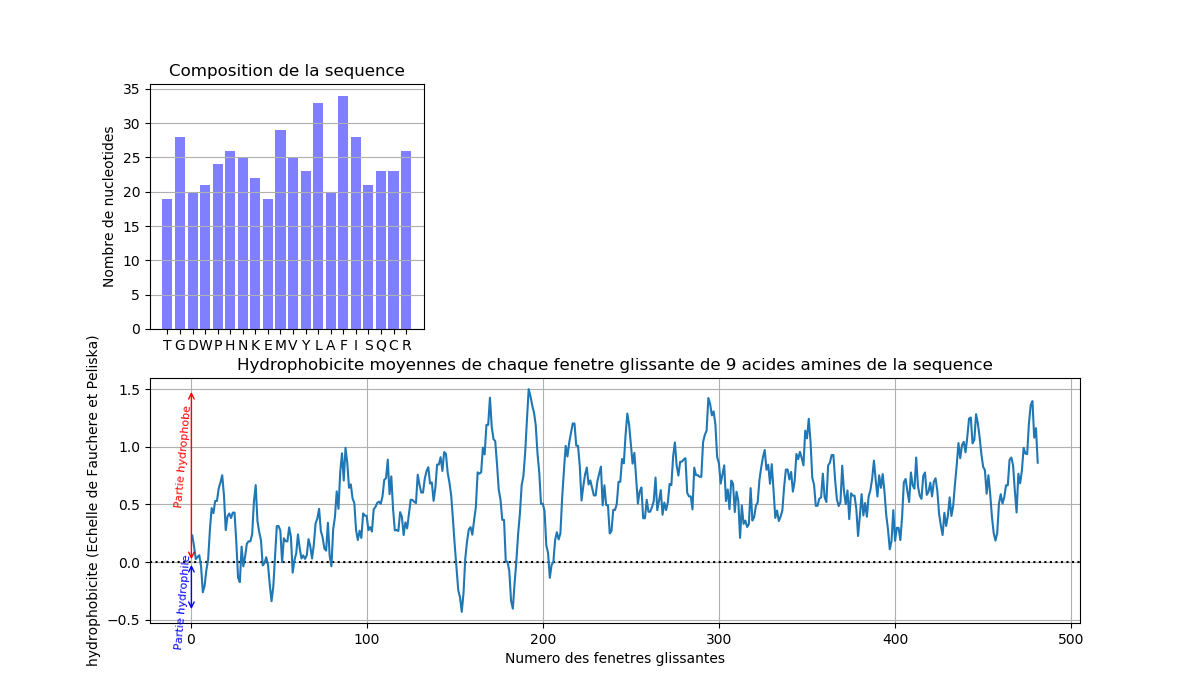 Composition de la sequence
Nombre de nucleotides
35
30
25
20
15
10
5
0
T G D W P H N K E M V Y L A F I S Q C R
Hydrophobicite moyennes de chaque fenetre glissante de 9 acides amines de la sequence
hydrophobicite (Echelle de Fauchere et Peliska)
1.5
1.0
0.5
0.0
−0.5
Partie hydrophobe
Partie hydrophile
0 100 200 300 400 500
Numero des fenetres glissantes